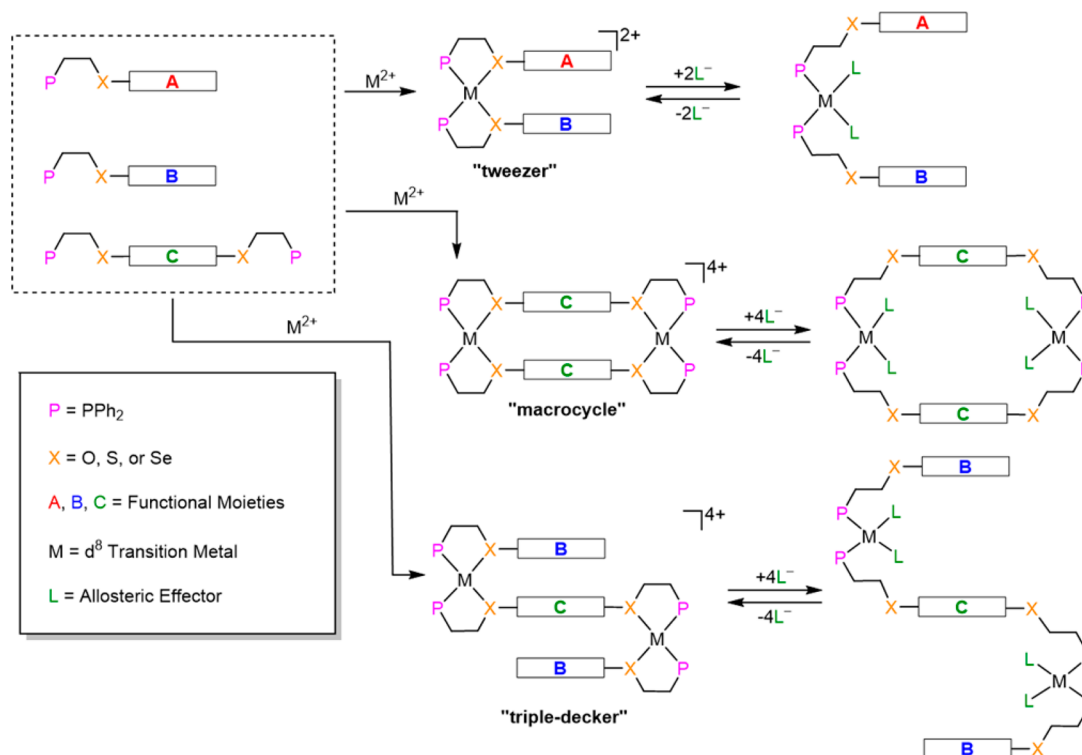 P X A
P X B
P X C X P
M²⁺
P X A
M
P X B
]2+
"tweezer"
+2L⁻
-2L⁻
X A
P L
M
P L
X B
M²⁺
P X C X P
M M
P X C X P
]4+
"macrocycle"
+4L⁻
-4L⁻
X C X
P L L
M M
P L L
X C X
M²⁺
P X B
M
P X C X P
M
B X P
]4+
"triple-decker"
+4L⁻
-4L⁻
X B
P L
M
P L
X C X
L
M
L
B X
P = PPh₂
X = O, S, or Se
A, B, C = Functional Moieties
M = d⁸ Transition Metal
L = Allosteric Effector